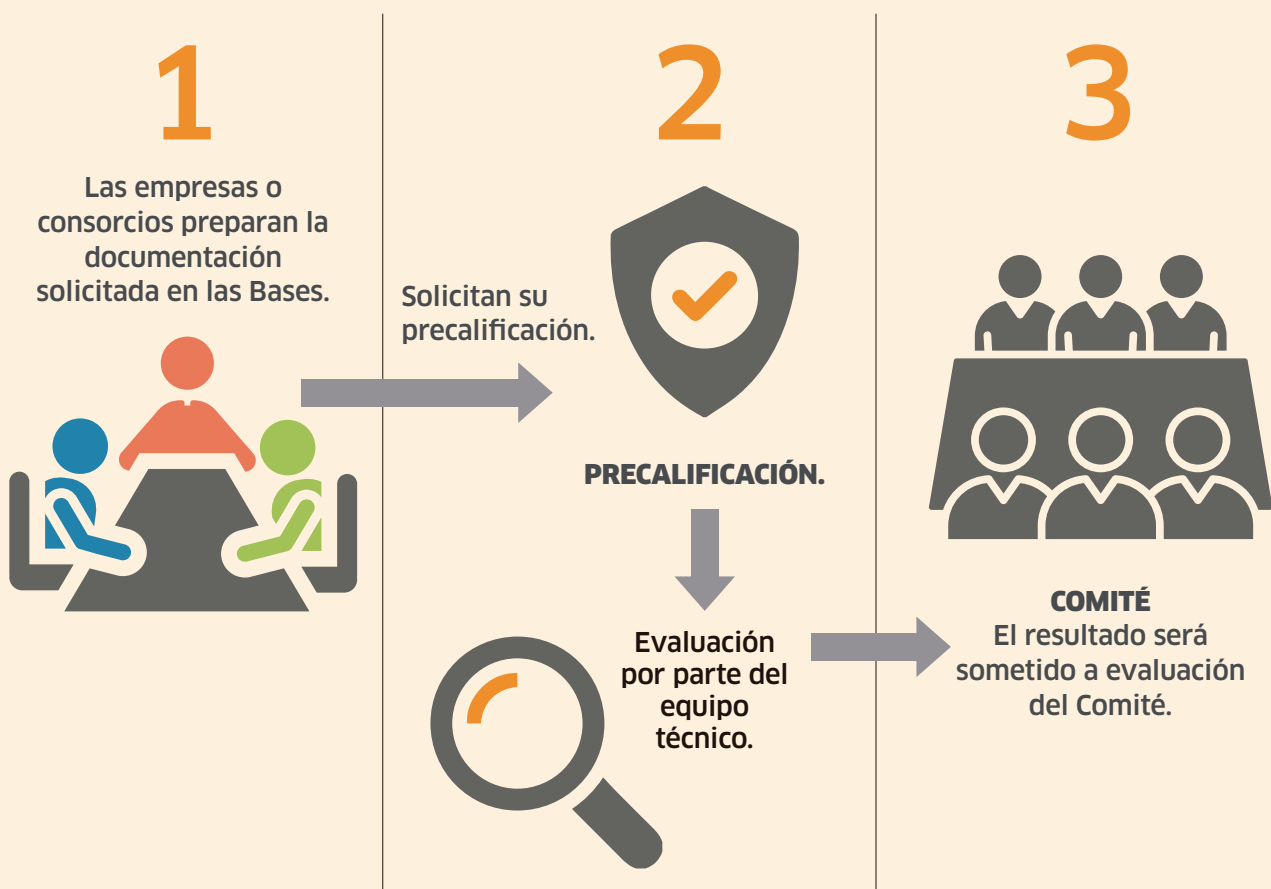 1
Las empresas o
consorcios preparan la
documentación
solicitada en las Bases.
2
Solicitan su
precalificación.
PRECALIFICACIÓN.
Evaluación
por parte del
equipo
técnico.
3
COMITÉ
El resultado será
sometido a evaluación
del Comité.